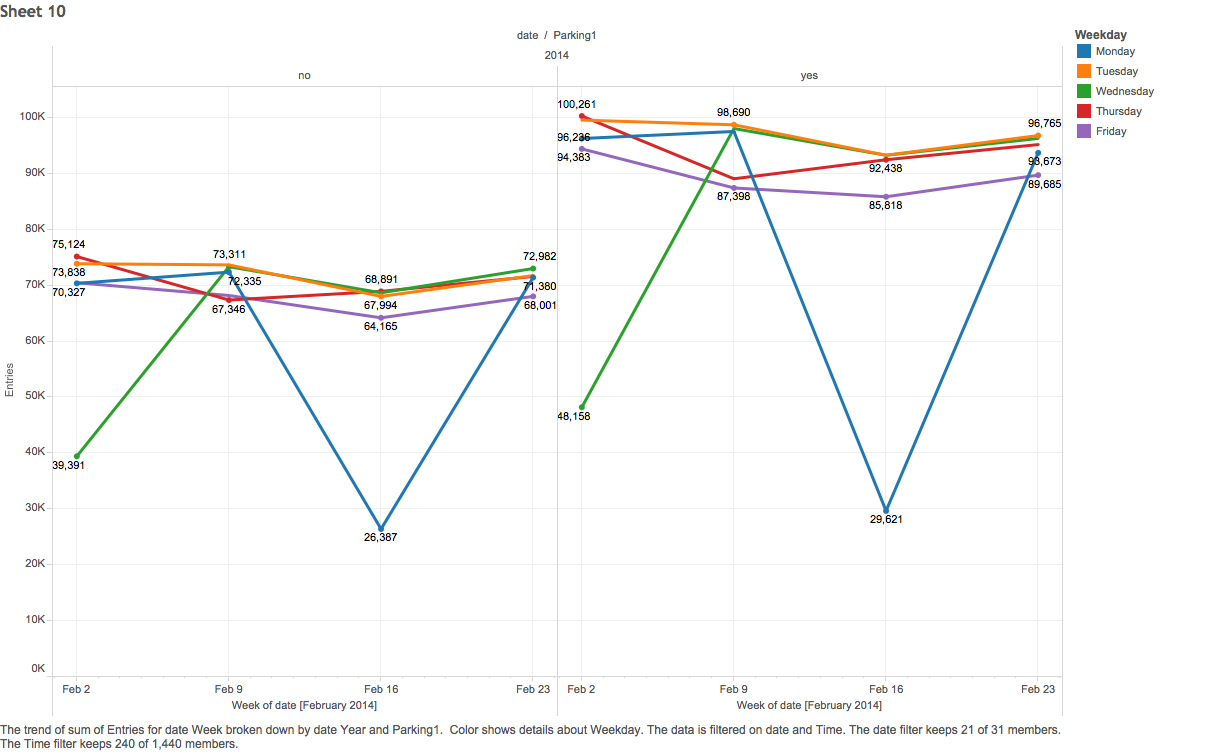 Sheet 10
date / Parking1
2014
no
yes
Weekday
Monday
Tuesday
Wednesday
Thursday
Friday
Entries
100K
90K
80K
70K
60K
50K
40K
30K
20K
10K
0K
75,124
73,838
70,327
39,391
73,311
72,335
67,346
68,891
67,994
64,165
26,387
72,982
71,380
68,001
100,261
96,236
94,383
48,158
98,690
87,398
92,438
85,818
29,621
96,765
93,673
89,685
Feb 2
Feb 9
Feb 16
Feb 23
Feb 2
Feb 9
Feb 16
Feb 23
Week of date [February 2014]
Week of date [February 2014]
The trend of sum of Entries for date Week broken down by date Year and Parking1. Color shows details about Weekday. The data is filtered on date and Time. The date filter keeps 21 of 31 members.
The Time filter keeps 240 of 1,440 members.